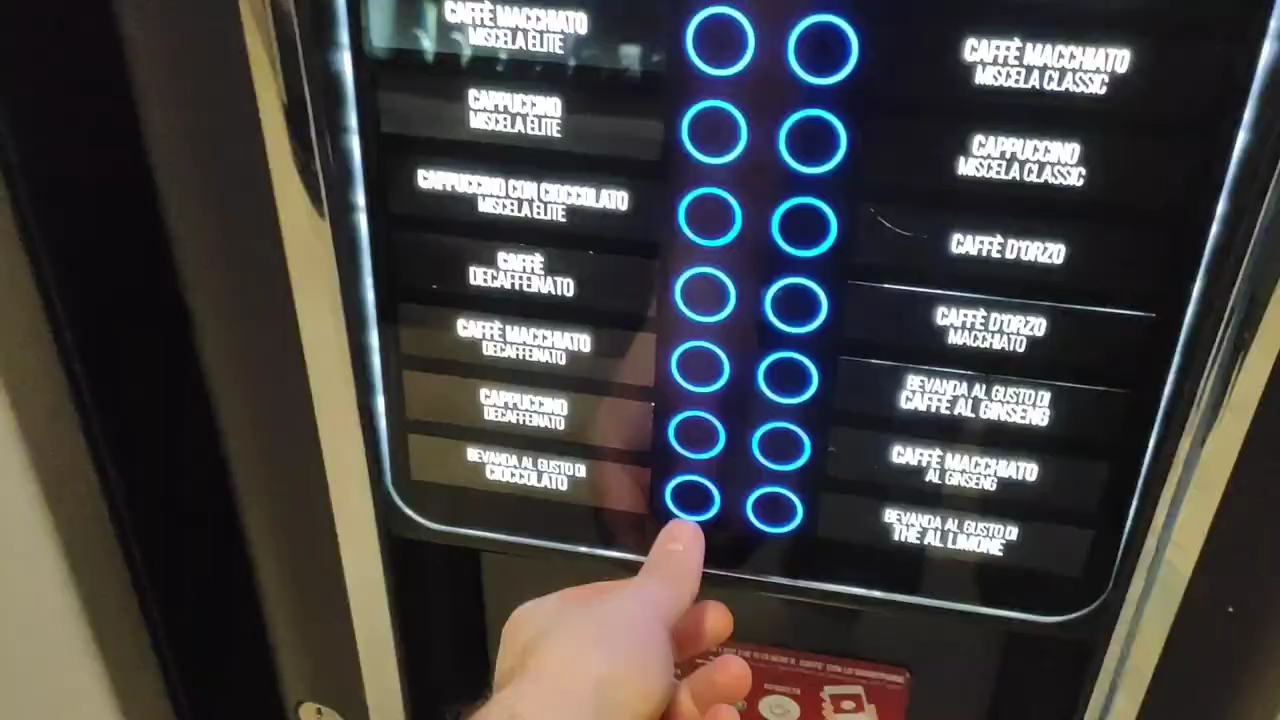 CAFFÈ MACCHIATO
MISCELA ELITE
CAPPUCCINO
MISCELA ELITE
CAPPUCCINO CON CIOCCOLATO
MISCELA ELITE
CAFFÈ
DECAFFEINATO
CAFFÈ MACCHIATO
DECAFFEINATO
CAPPUCCINO
DECAFFEINATO
BEVANDA AL GUSTO DI
CIOCCOLATO
CAFFÈ MACCHIATO
MISCELA CLASSIC
CAPPUCCINO
MISCELA CLASSIC
CAFFÈ D'ORZO
CAFFÈ D'ORZO
MACCHIATO
BEVANDA AL GUSTO DI
CAFFÈ AL GINSENG
CAFFÈ MACCHIATO
AL GINSENG
BEVANDA AL GUSTO DI
THE AL LIMONE